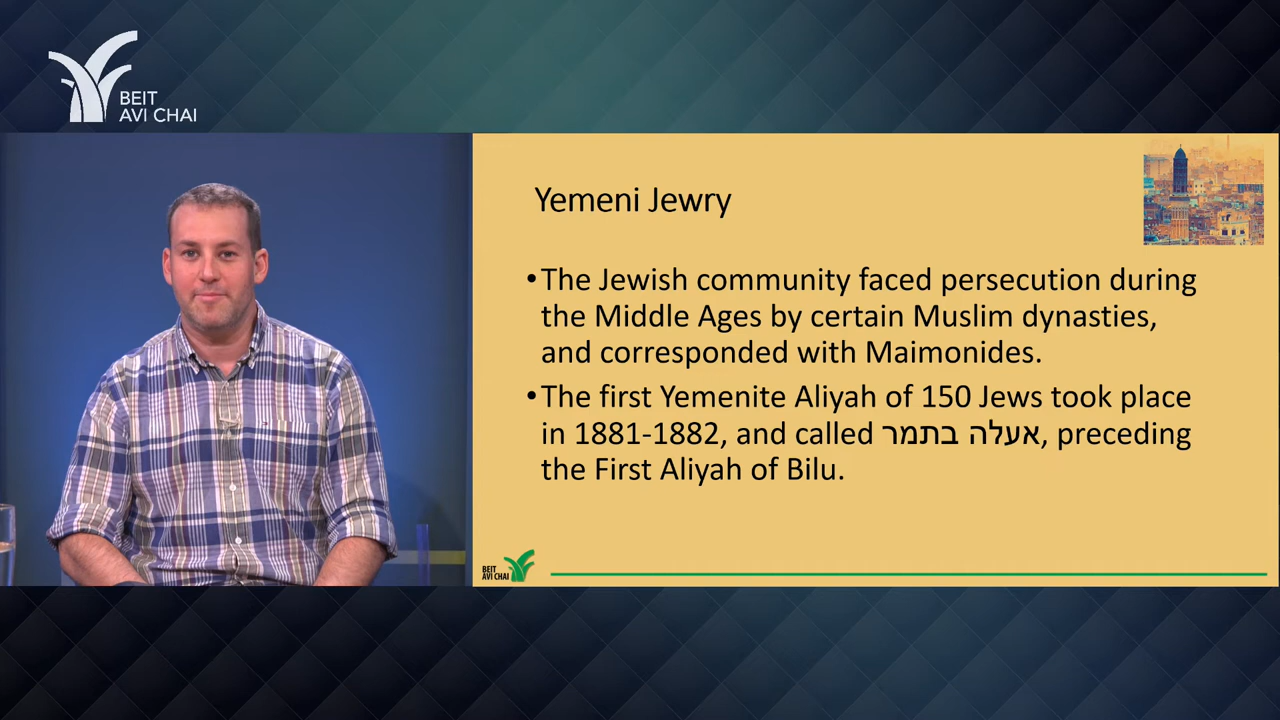 BEIT
AVI CHAI
Yemeni Jewry
•The Jewish community faced persecution during
the Middle Ages by certain Muslim dynasties,
and corresponded with Maimonides.
•The first Yemenite Aliyah of 150 Jews took place
in 1881-1882, and called אעלה בתמר, preceding
the First Aliyah of Bilu.
BEIT
AVI CHAI